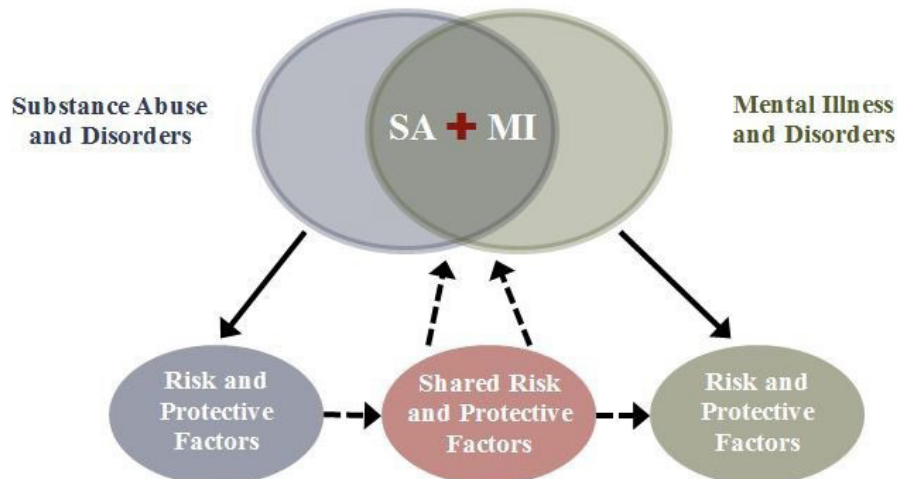 Substance Abuse
and Disorders
SA + MI
Mental Illness
and Disorders
Risk and
Protective
Factors
Shared Risk
and Protective
Factors
Risk and
Protective
Factors